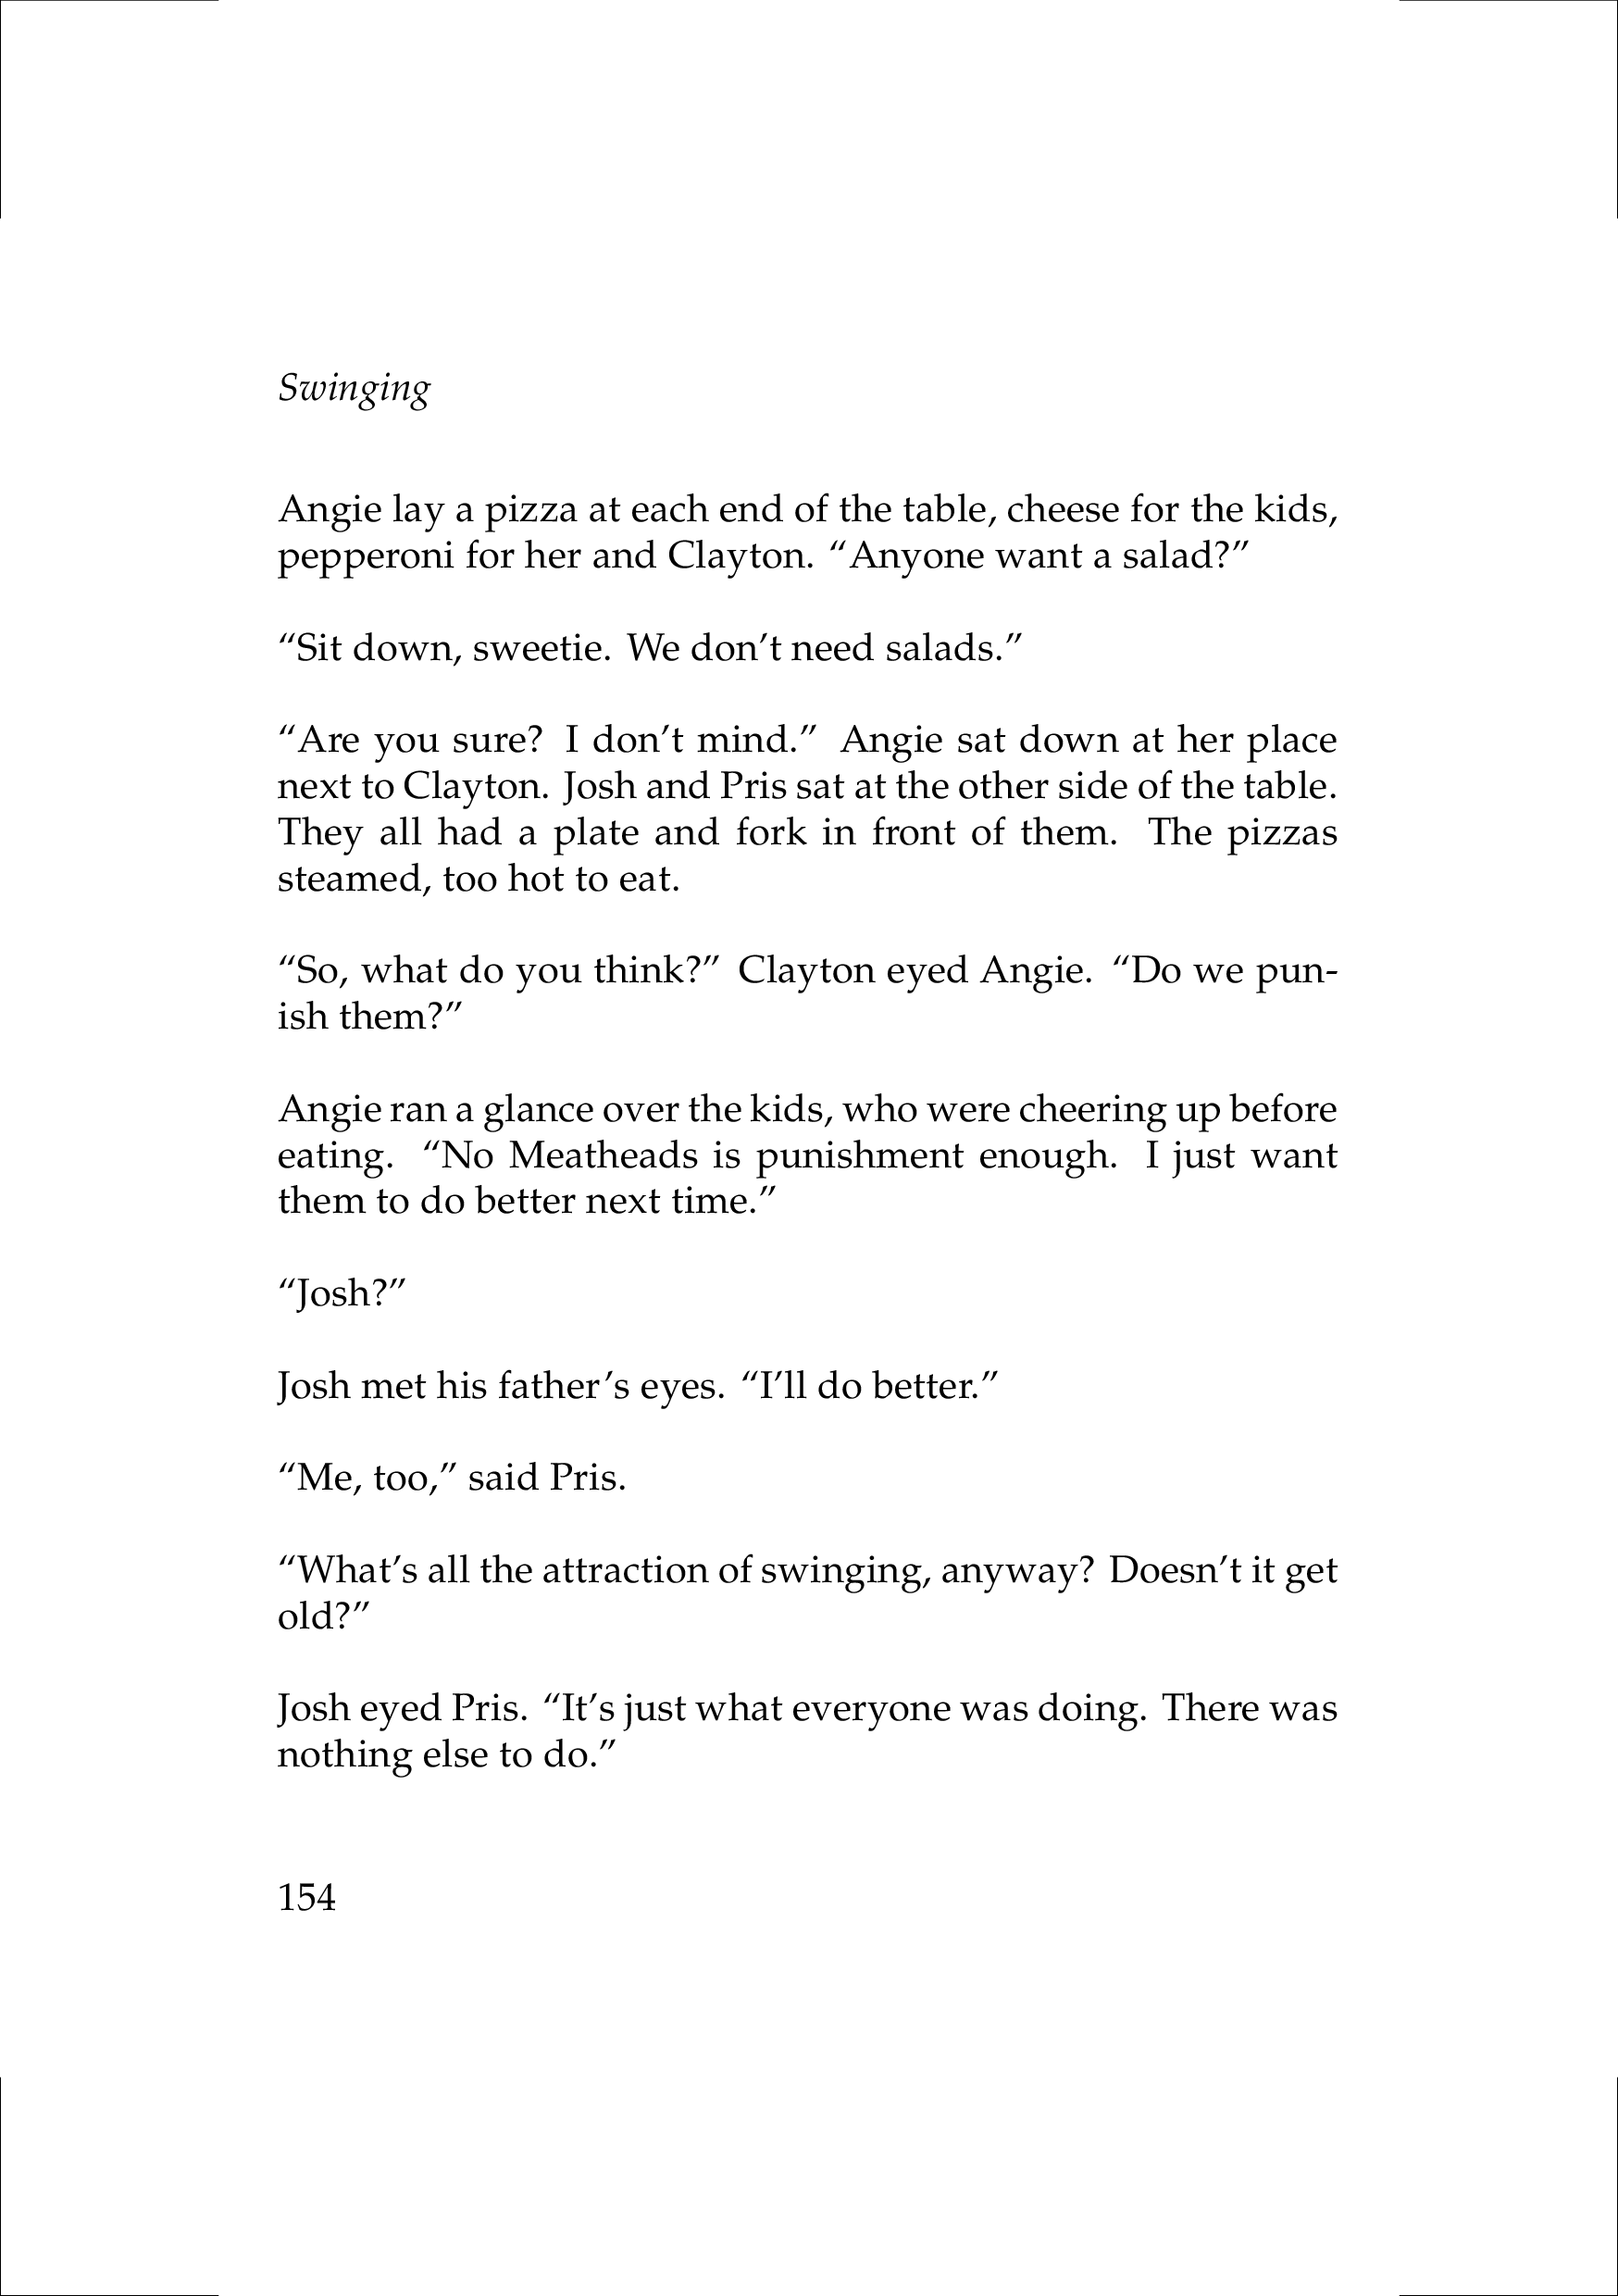 Swinging
Angie lay a pizza at each end of the table, cheese for the kids,
pepperoni for her and Clayton. “Anyone want a salad?”
“Sit down, sweetie. We don’t need salads.”
“Are you sure? I don’t mind.” Angie sat down at her place
next to Clayton. Josh and Pris sat at the other side of the table.
They all had a plate and fork in front of them. The pizzas
steamed, too hot to eat.
“So, what do you think?” Clayton eyed Angie. “Do we pun-
ish them?”
Angie ran a glance over the kids, who were cheering up before
eating. “No Meatheads is punishment enough. I just want
them to do better next time.”
“Josh?”
Josh met his father’s eyes. “I’ll do better.”
“Me, too,” said Pris.
“What’s all the attraction of swinging, anyway? Doesn’t it get
old?”
Josh eyed Pris. “It’s just what everyone was doing. There was
nothing else to do.”
154